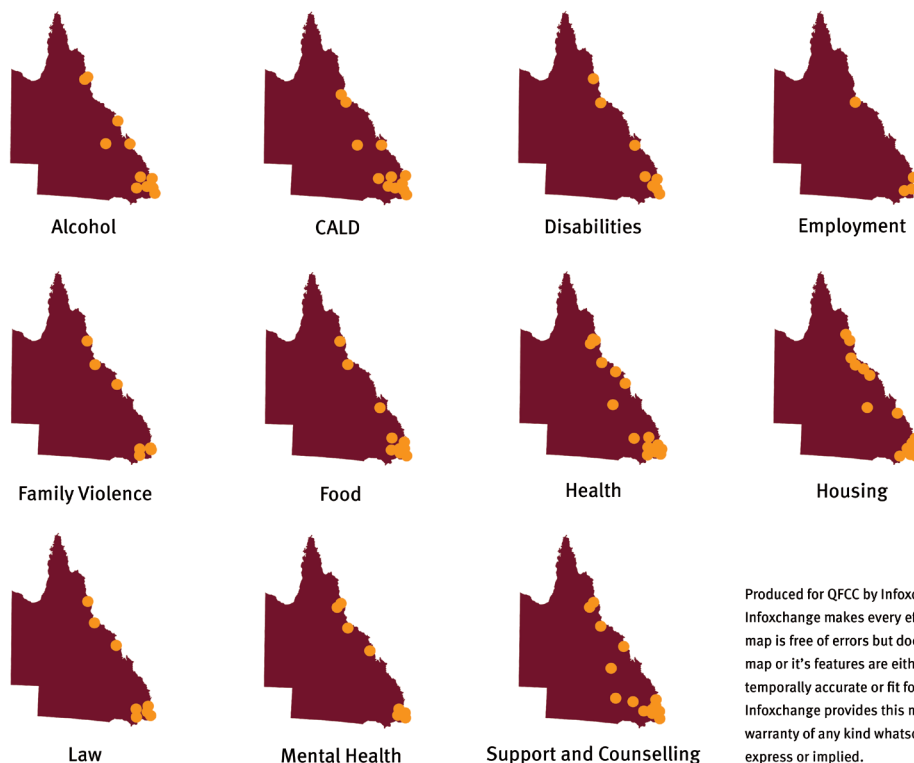 Alcohol
CALD
Disabilities
Employment
Family Violence
Food
Health
Housing
Law
Mental Health
Support and Counselling
Produced for QFCC by
Infoxchange makes every
map is free of errors but
map or it's features are
temporally accurate or fit
Infoxchange provides this
warranty of any kind
express or implied.